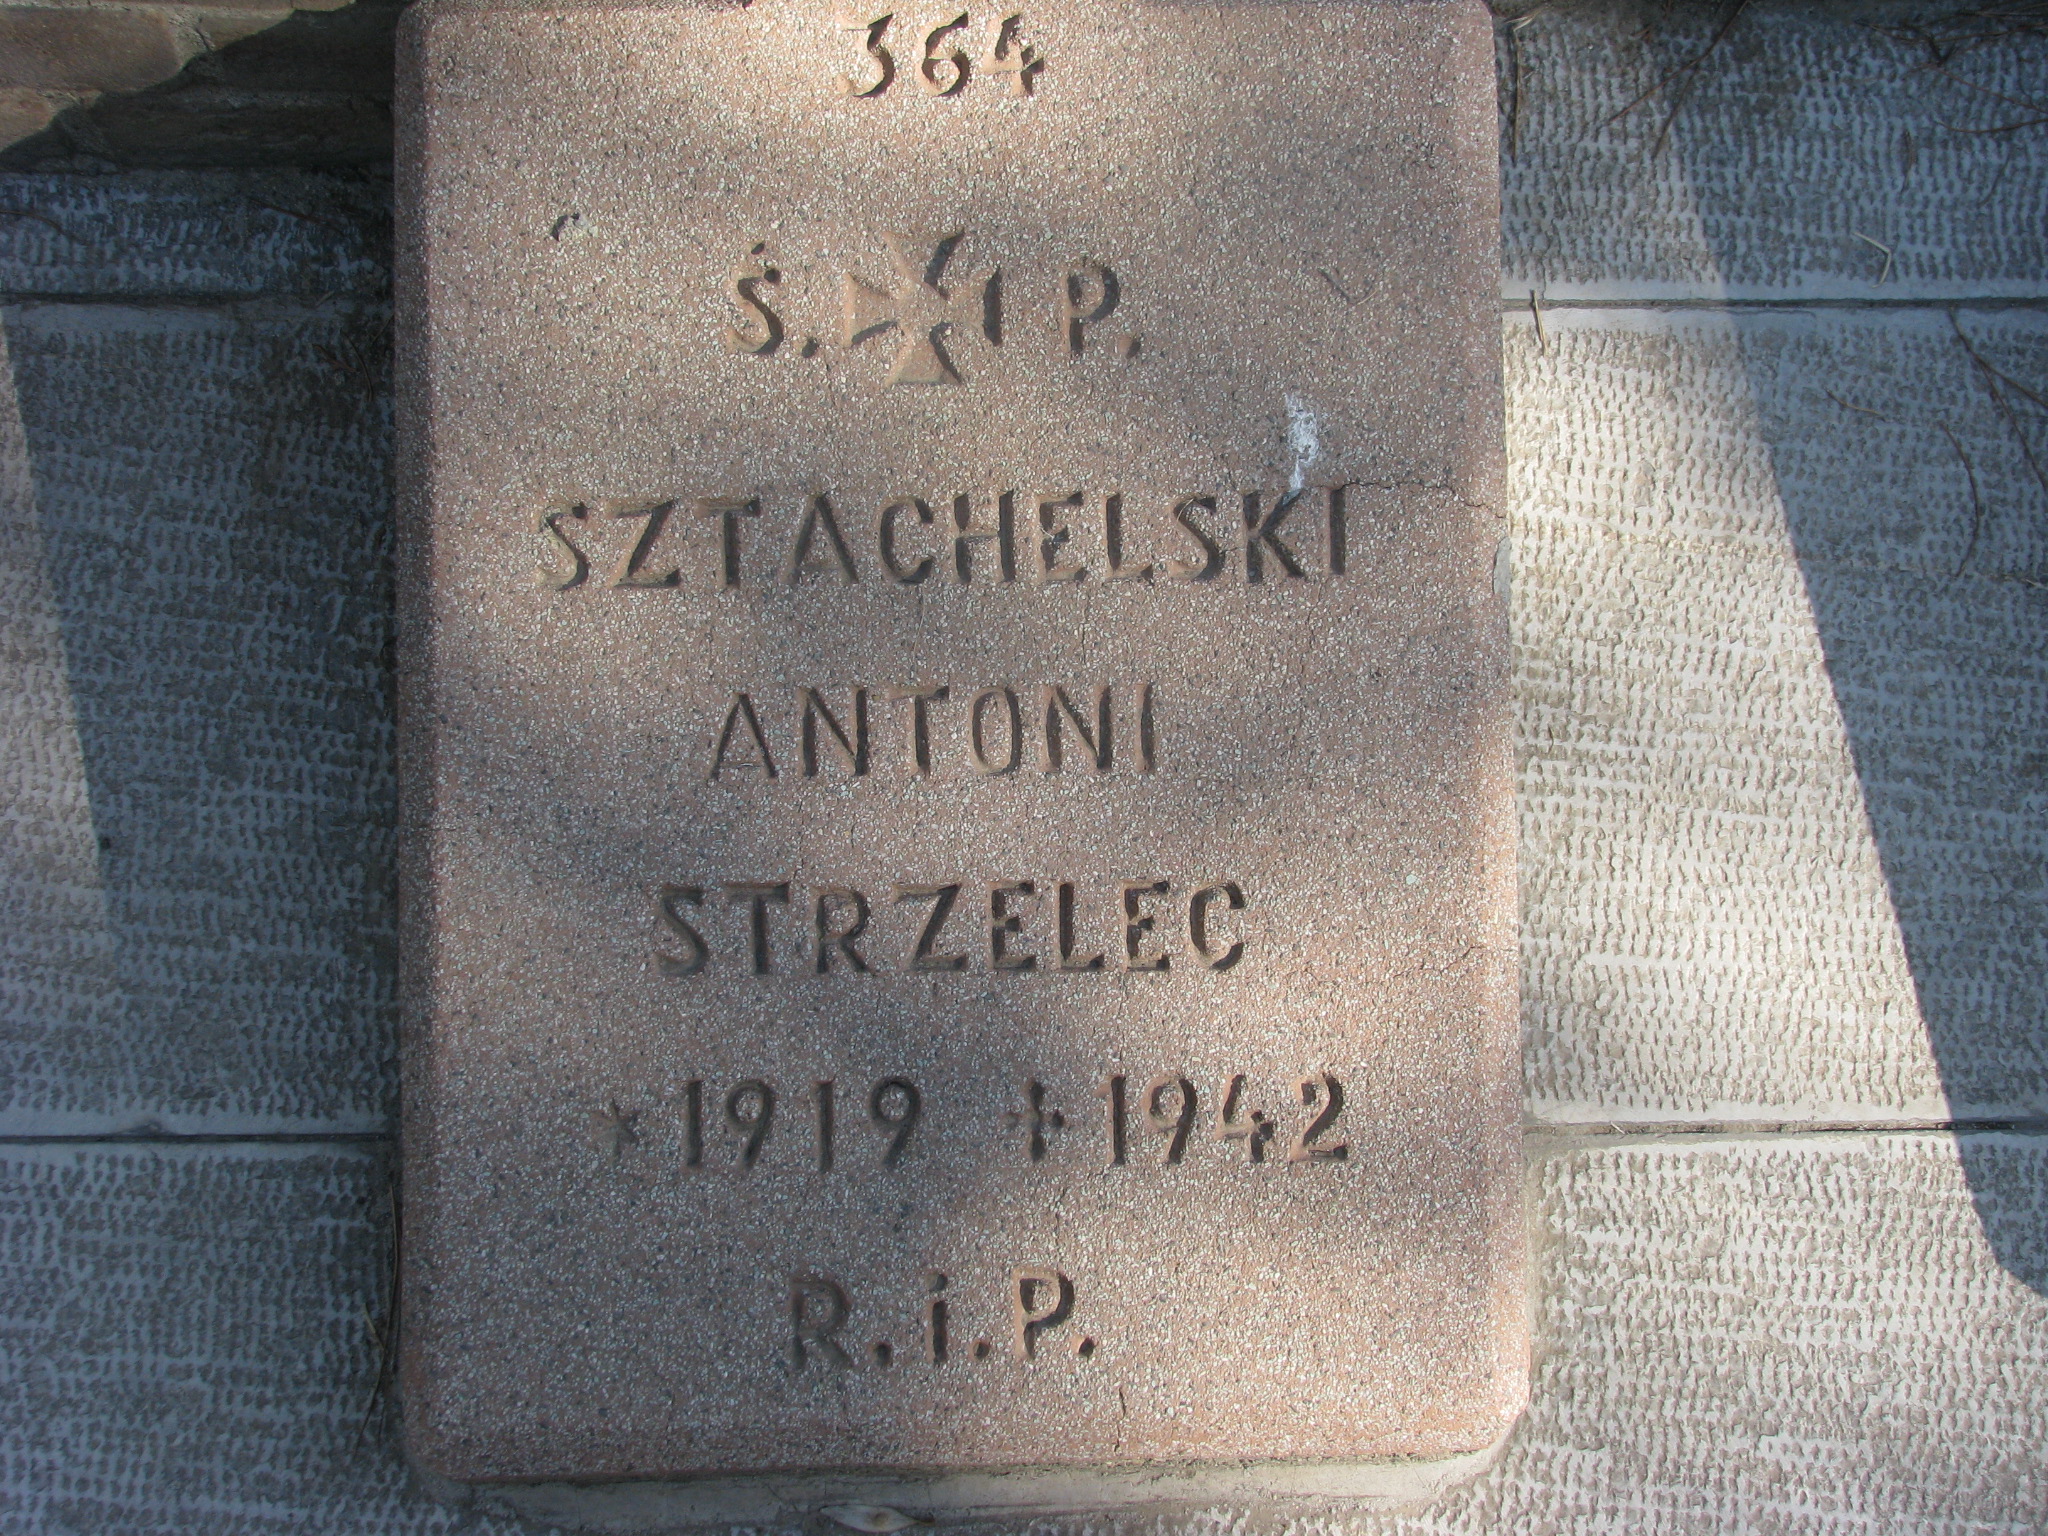 364
Ś. P.
SZTACHELSKI
ANTONI
STRZELEC
* 1919 + 1942
R.i.P.